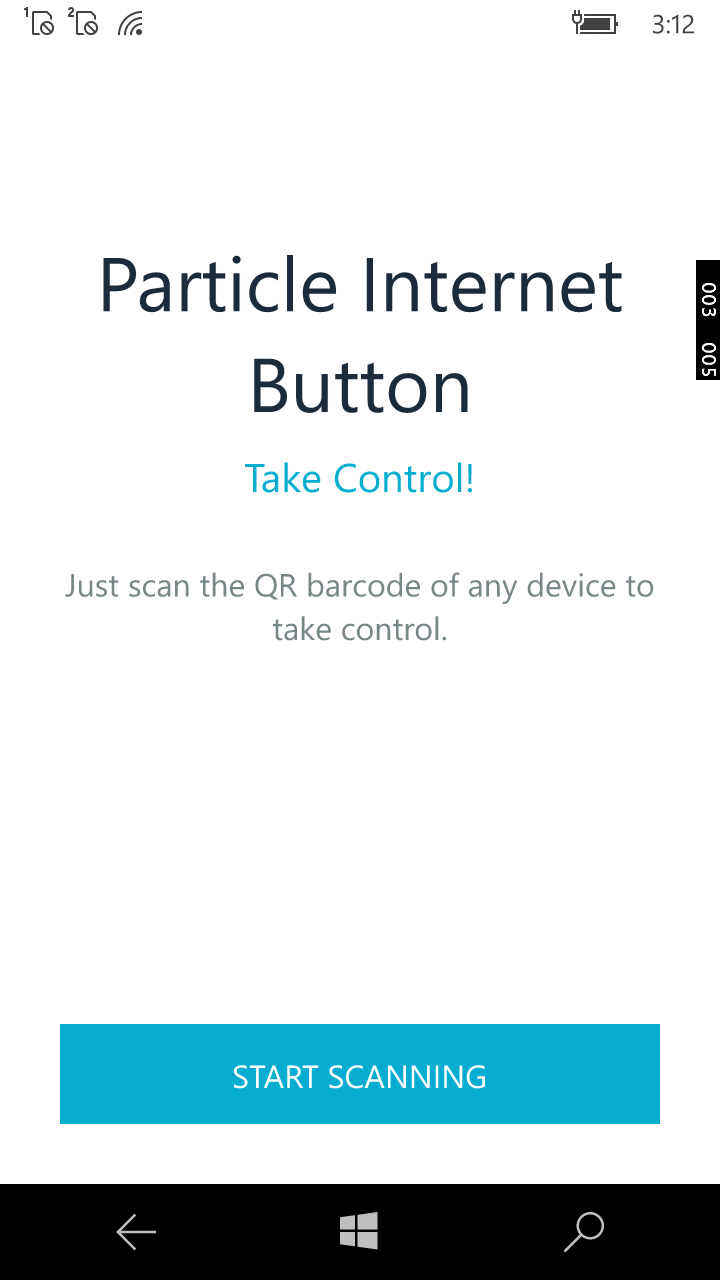 1 2 3:12
Particle Internet
Button
Take Control!
003 005
Just scan the QR barcode of any device to
take control.
START SCANNING